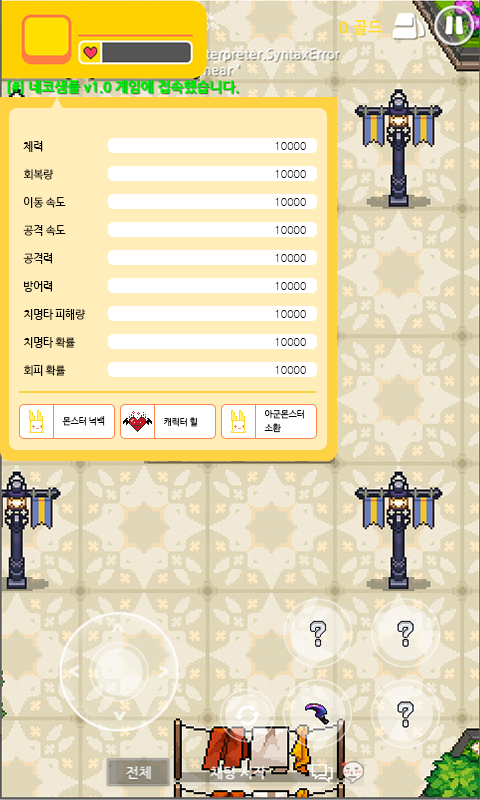 0 골드
terpreter.SyntaxError
near '
[#] 네코랜드 v1.0 게임에 접속했습니다.
체력 10000
회복량 10000
이동 속도 10000
공격 속도 10000
공격력 10000
방어력 10000
치명타 피해량 10000
치명타 확률 10000
회피 확률 10000
몬스터 넉백
캐릭터 힐
아군몬스터
소환
?
?
?
전체
채팅 시작